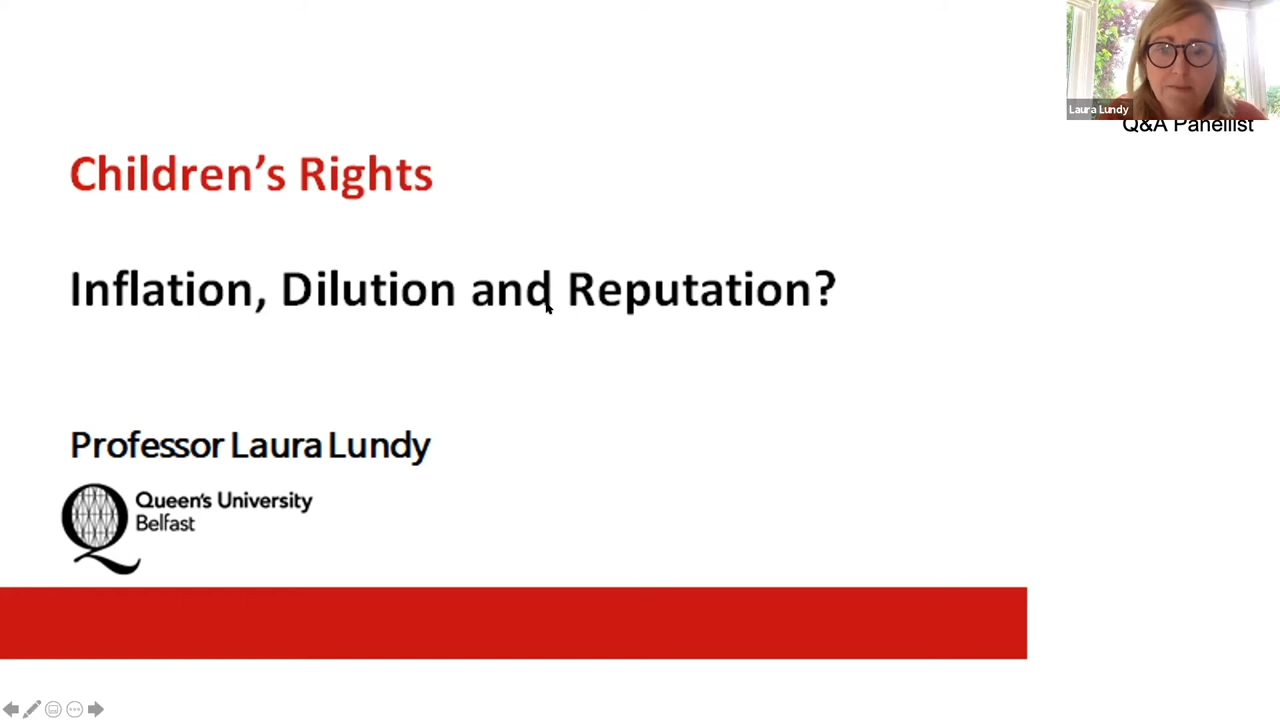 Laura Lundy
Q&A Panellist
Children's Rights
Inflation, Dilution and Reputation?
Professor Laura Lundy
Queen's University
Belfast